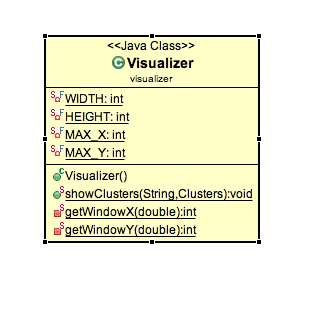 <<Java Class>>
Visualizer
visualizer
WIDTH: int
HEIGHT: int
MAX_X: int
MAX_Y: int
Visualizer()
showClusters(String,Clusters):void
getWindowX(double):int
getWindowY(double):int